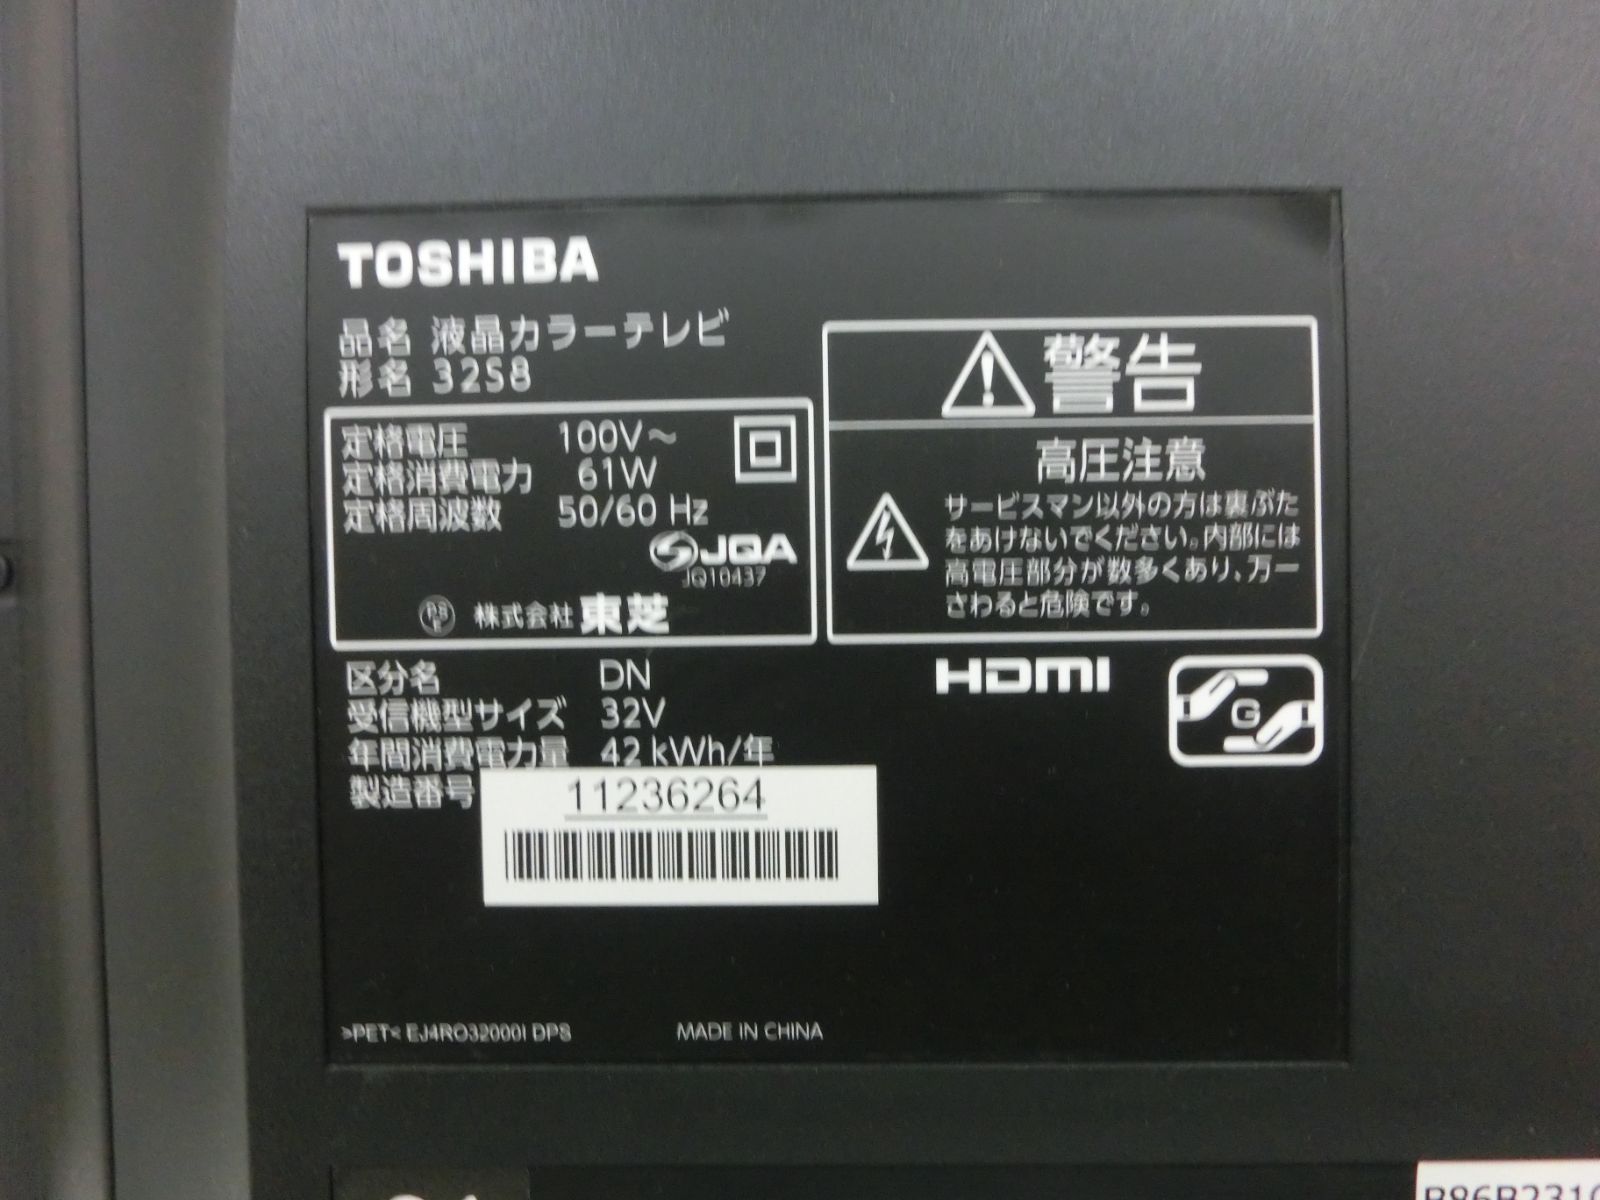 TOSHIBA
品名 液晶カラーテレビ
形名 32S8
定格電圧 100V～
定格消費電力 61W
定格周波数 50/60 Hz
JQA
JQ10437
PS
E
株式会社 東芝
警告
高圧注意
サービスマン以外の方は裏ぶた
をあけないでください。内部には
高電圧部分が数多くあり、万一
さわると危険です。
区分名 DN
受信機型サイズ 32V
年間消費電力量 42 kWh/年
製造番号 11236264
HDMI
G
>PET< EJ4RO32000I DPS
MADE IN CHINA